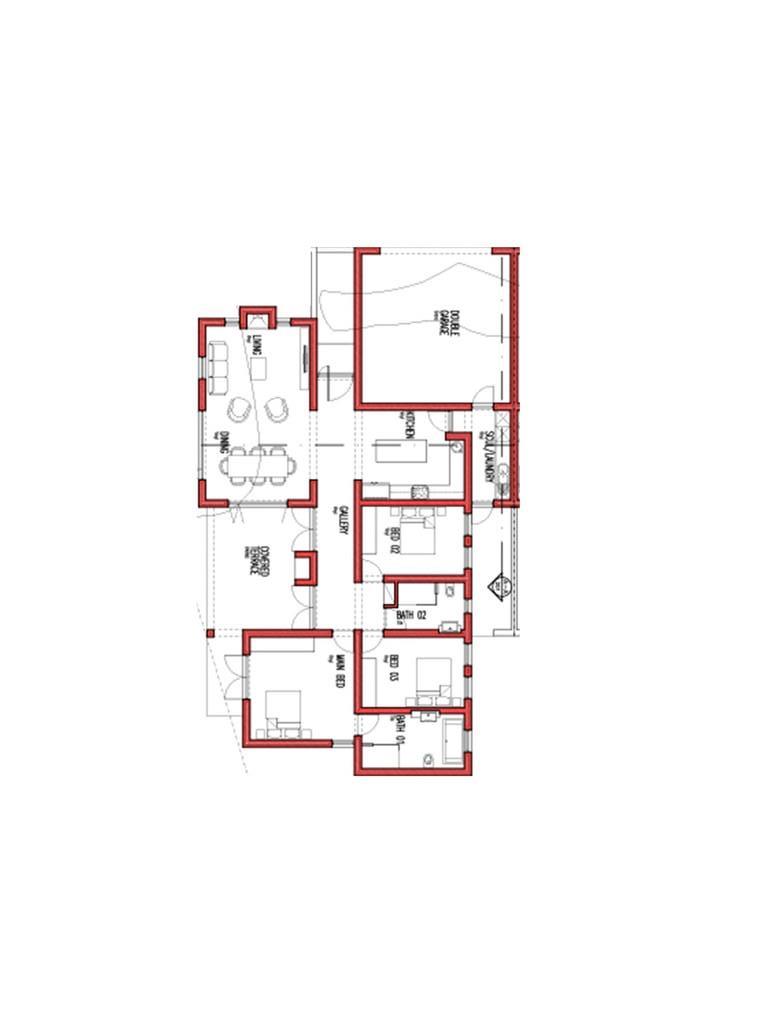 DOUBLE
GARAGE
LIVING
KITCHEN
DINING
SCUL/LAUNDRY
GALLERY
BED 02
COVERED
TERRACE
BATH 02
MAIN BED
BED 03
BATH 01